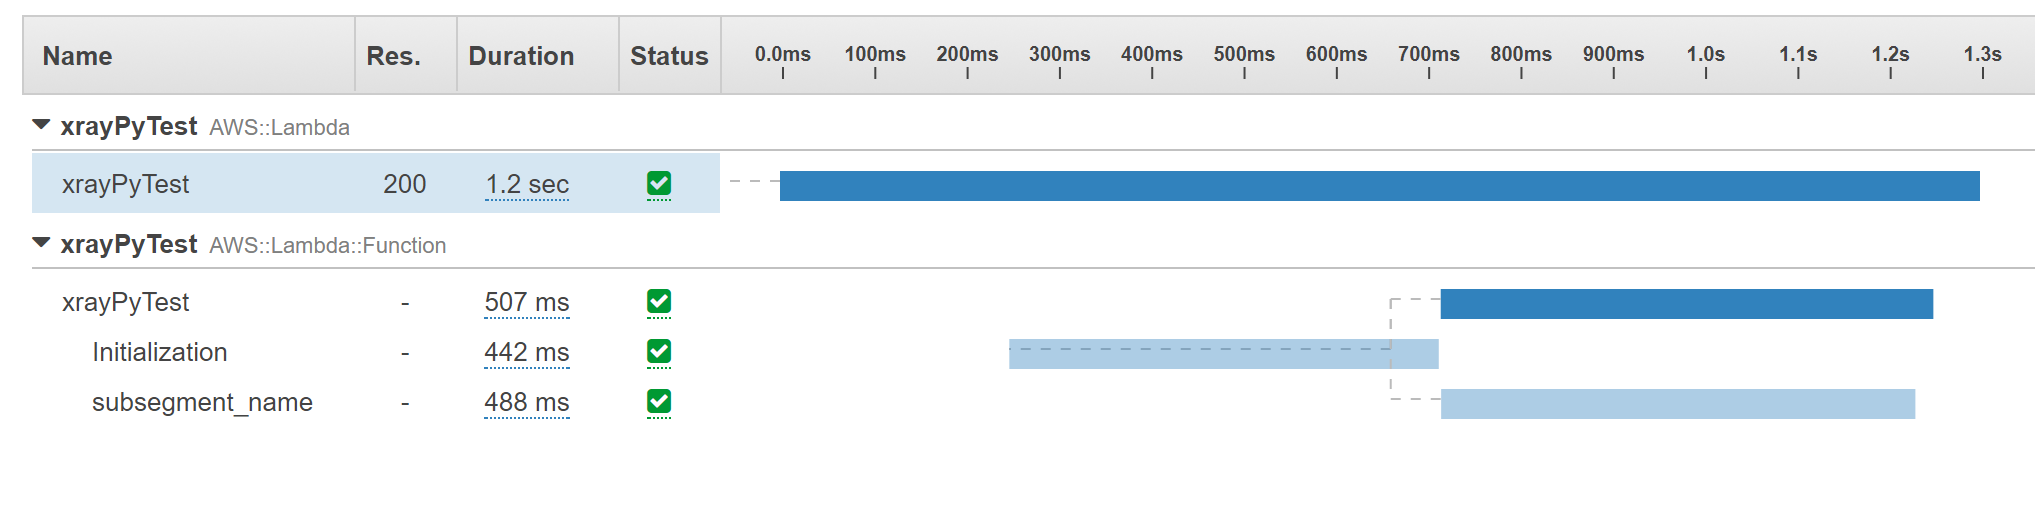 Name Res. Duration Status 0.0ms 100ms 200ms 300ms 400ms 500ms 600ms 700ms 800ms 900ms 1.0s 1.1s 1.2s 1.3s
xrayPyTest AWS::Lambda
xrayPyTest 200 1.2 sec
xrayPyTest AWS::Lambda::Function
xrayPyTest - 507 ms
Initialization - 442 ms
subsegment_name - 488 ms